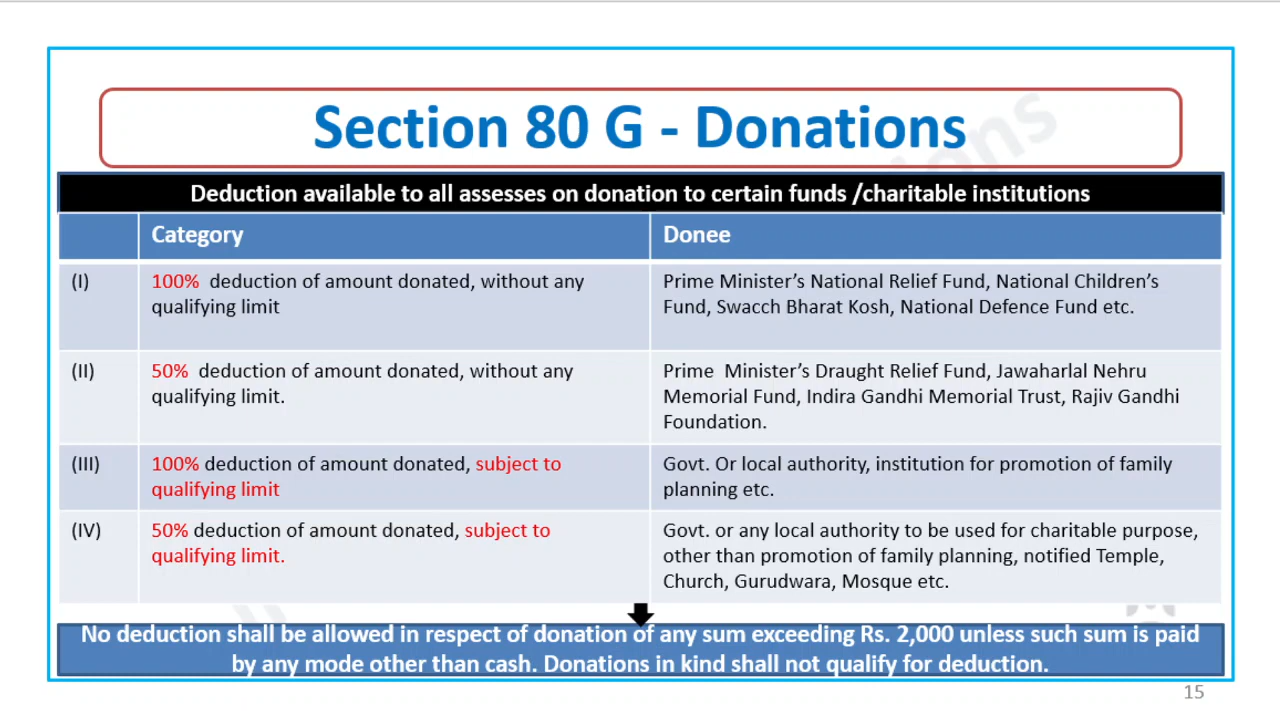 Section 80 G - Donations
Deduction available to all assesses on donation to certain funds /charitable institutions
Category
Donee
(I)
100% deduction of amount donated, without any
qualifying limit
Prime Minister’s National Relief Fund, National Children’s
Fund, Swacch Bharat Kosh, National Defence Fund etc.
(II)
50% deduction of amount donated, without any
qualifying limit.
Prime Minister’s Draught Relief Fund, Jawaharlal Nehru
Memorial Fund, Indira Gandhi Memorial Trust, Rajiv Gandhi
Foundation.
(III)
100% deduction of amount donated, subject to
qualifying limit
Govt. Or local authority, institution for promotion of family
planning etc.
(IV)
50% deduction of amount donated, subject to
qualifying limit.
Govt. or any local authority to be used for charitable purpose,
other than promotion of family planning, notified Temple,
Church, Gurudwara, Mosque etc.
No deduction shall be allowed in respect of donation of any sum exceeding Rs. 2,000 unless such sum is paid
by any mode other than cash. Donations in kind shall not qualify for deduction.
15